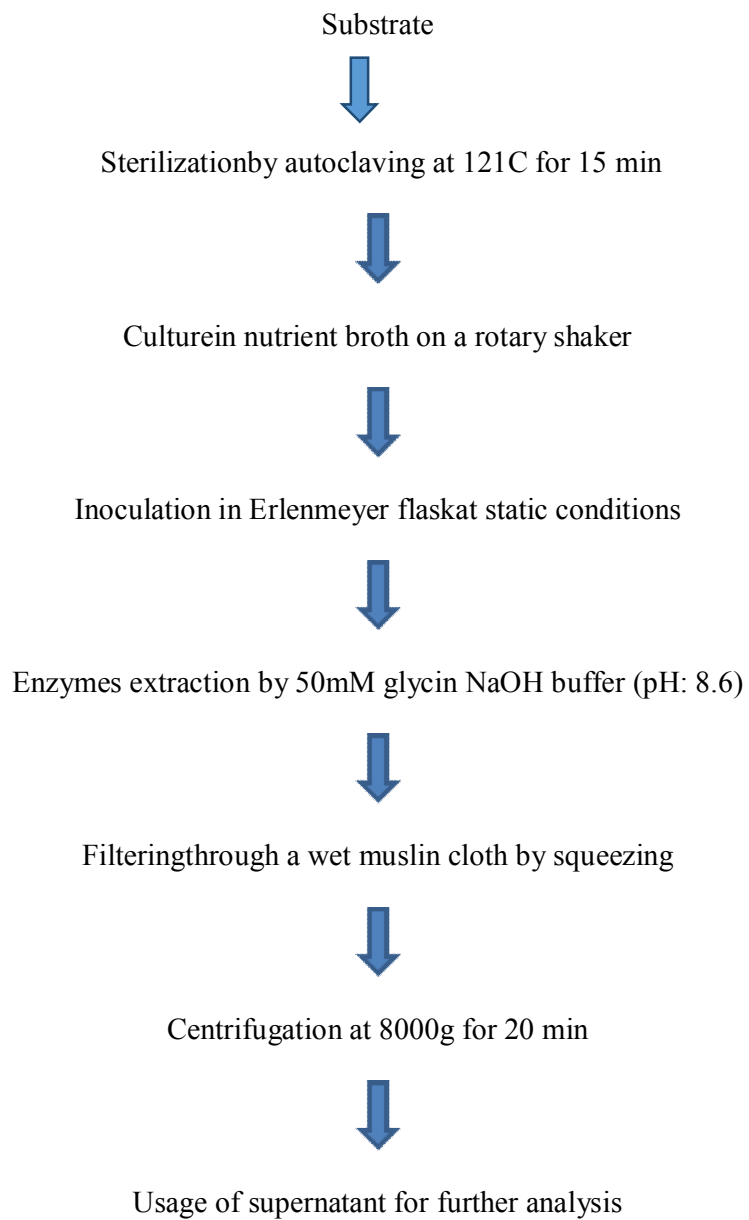 Substrate
Sterilizationby autoclaving at 121C for 15 min
Culturein nutrient broth on a rotary shaker
Inoculation in Erlenmeyer flaskat static conditions
Enzymes extraction by 50mM glycin NaOH buffer (pH: 8.6)
Filteringthrough a wet muslin cloth by squeezing
Centrifugation at 8000g for 20 min
Usage of supernatant for further analysis